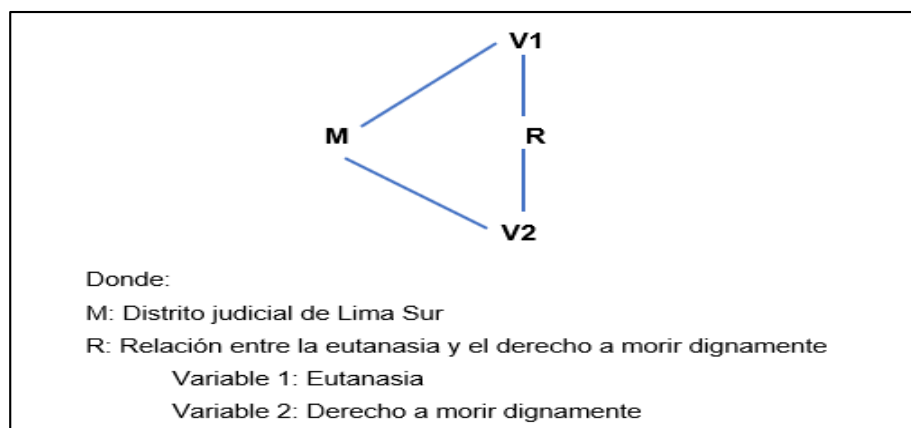 V1
M R
V2
Donde:
M: Distrito judicial de Lima Sur
R: Relación entre la eutanasia y el derecho a morir dignamente
Variable 1: Eutanasia
Variable 2: Derecho a morir dignamente